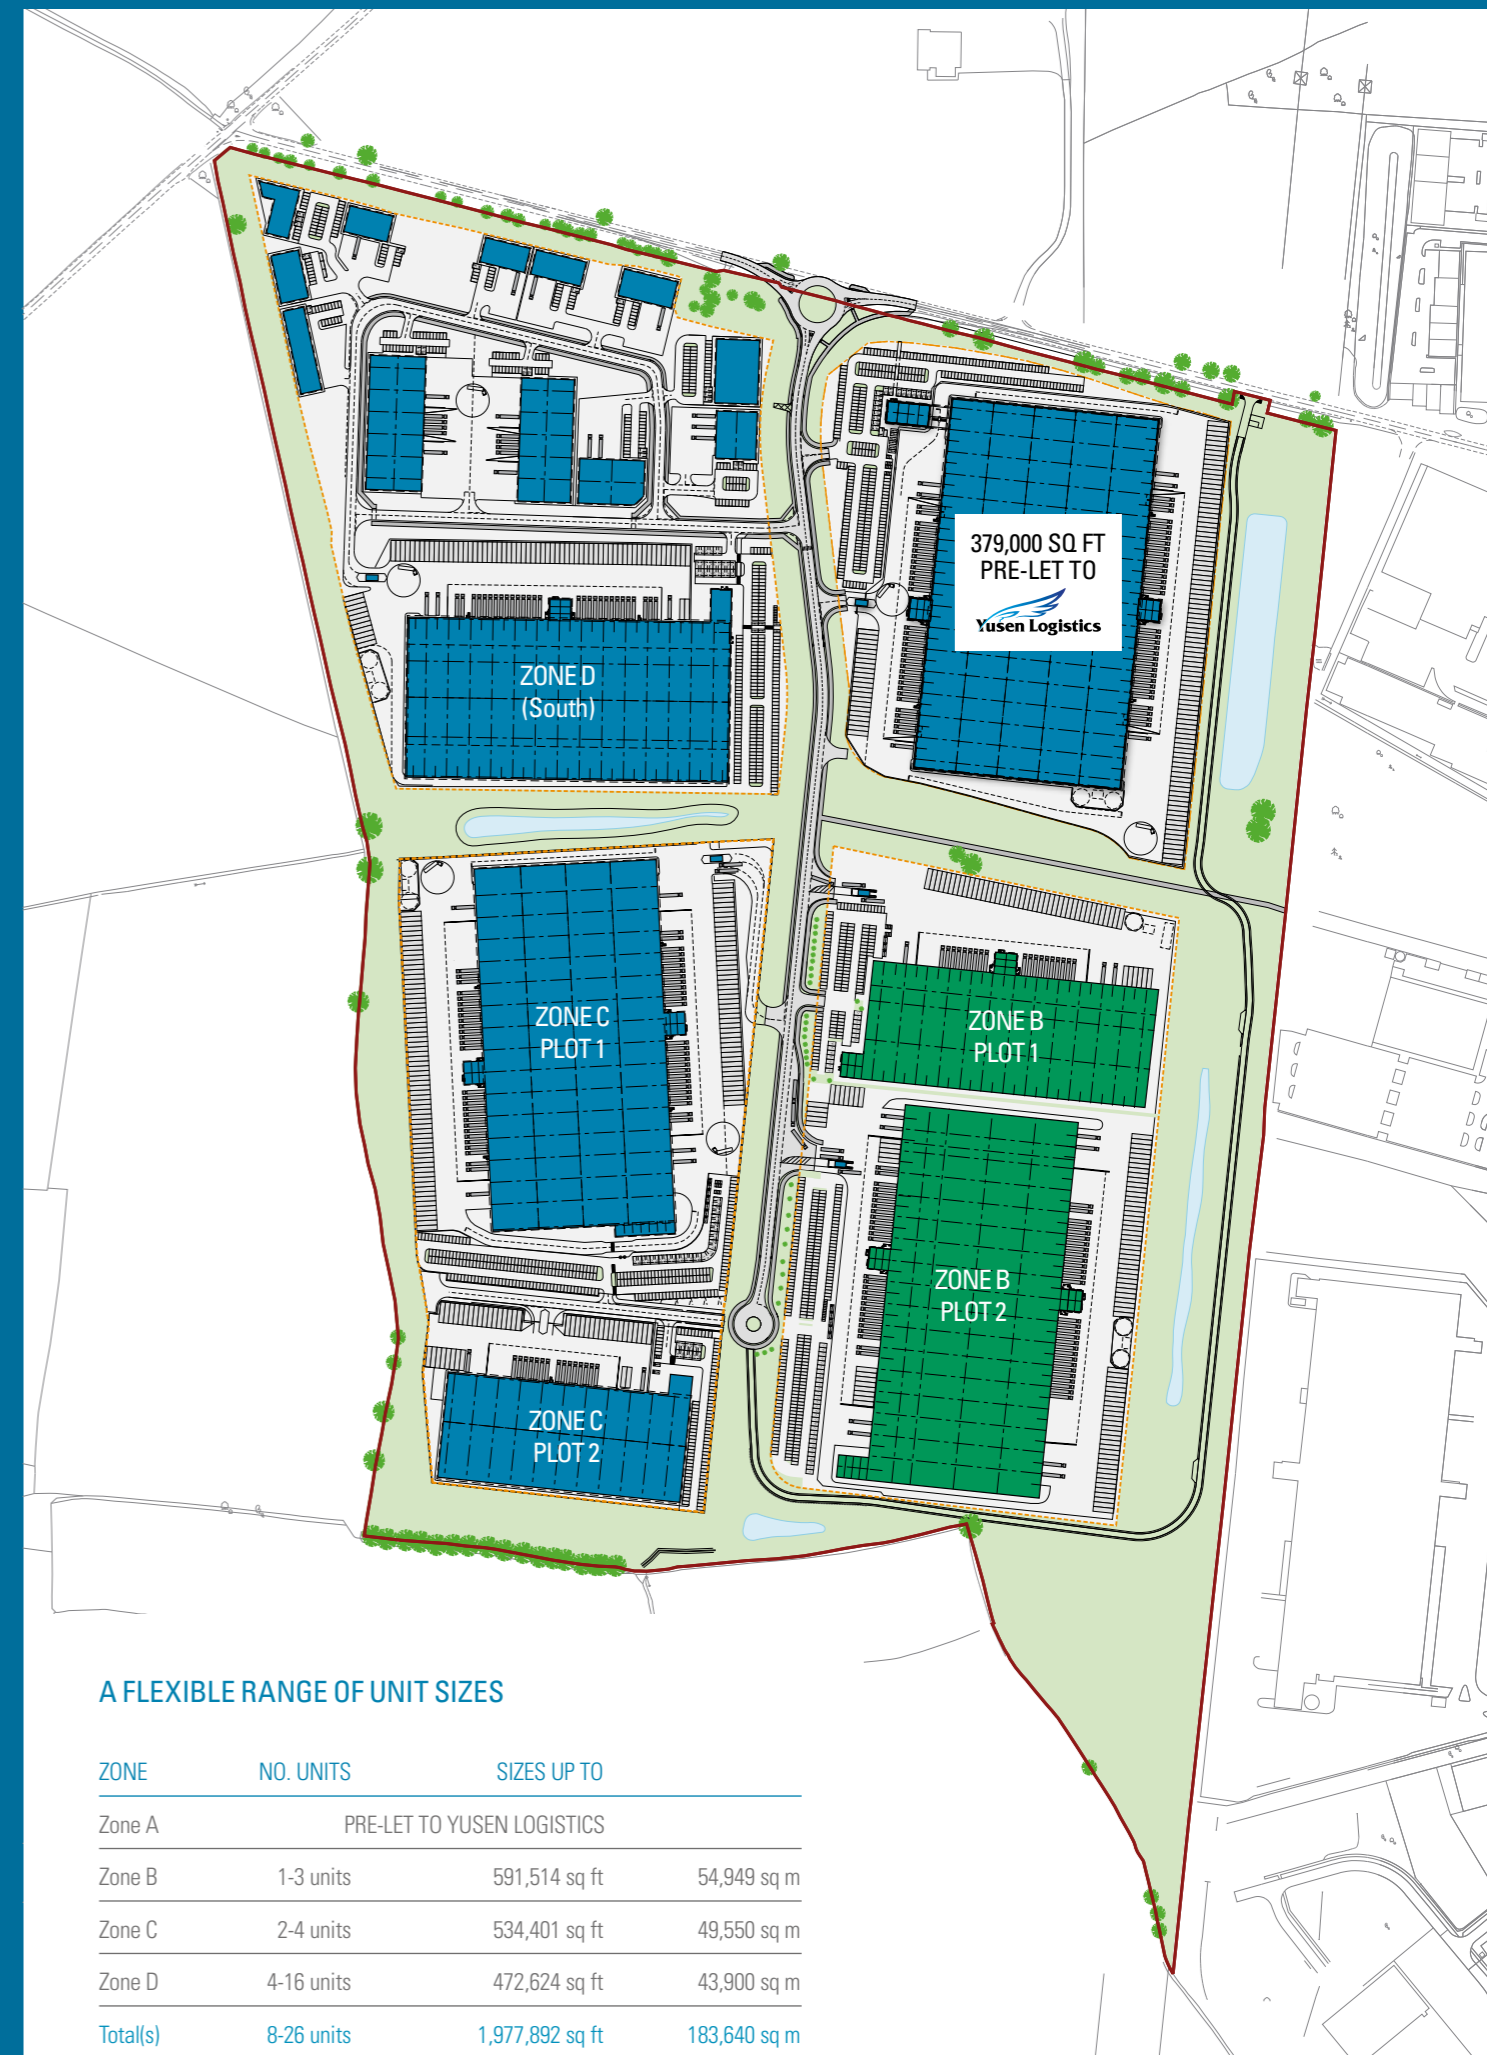 379,000 SQ FT
PRE-LET TO
Yusen Logistics
ZONE D
(South)
ZONE C
PLOT 1
ZONE B
PLOT 1
ZONE B
PLOT 2
ZONE C
PLOT 2
A FLEXIBLE RANGE OF UNIT SIZES
ZONE NO. UNITS SIZES UP TO
Zone A PRE-LET TO YUSEN LOGISTICS
Zone B 1-3 units 591,514 sq ft 54,949 sq m
Zone C 2-4 units 534,401 sq ft 49,550 sq m
Zone D 4-16 units 472,624 sq ft 43,900 sq m
Total(s) 8-26 units 1,977,892 sq ft 183,640 sq m